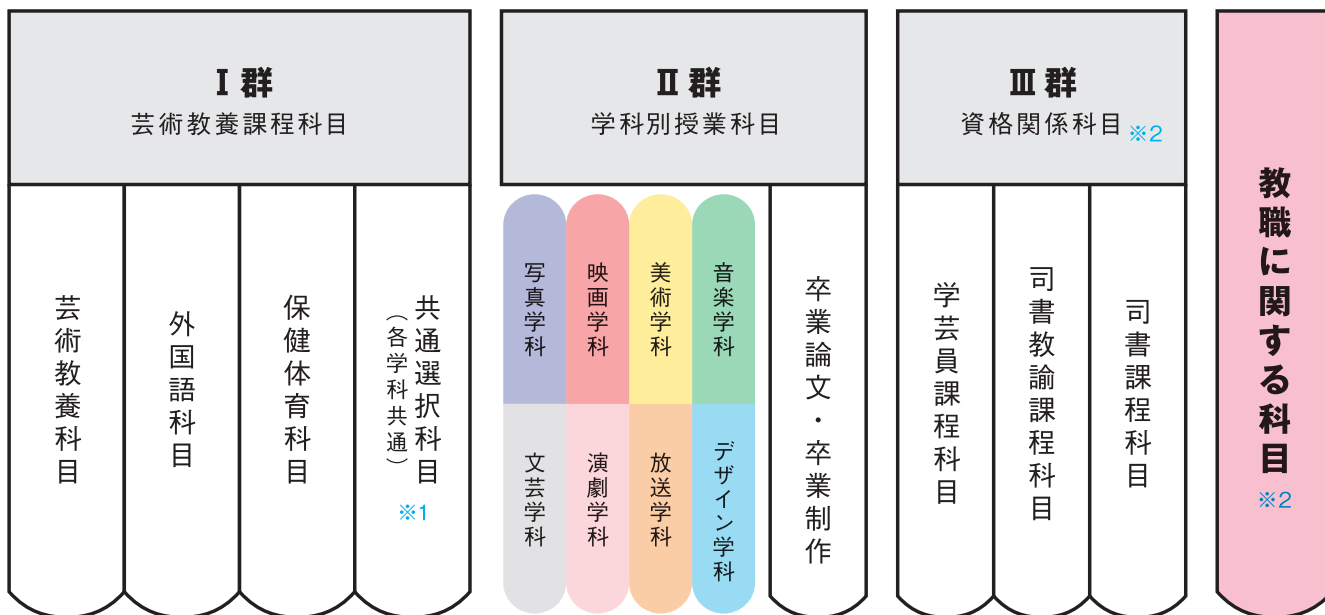 Ⅰ群
芸術教養課程科目
芸術教養科目
外国語科目
保健体育科目
共通選択科目
（各学科共通）
※1
Ⅱ群
学科別授業科目
写真学科
映画学科
美術学科
音楽学科
文芸学科
演劇学科
放送学科
デザイン学科
卒業論文・卒業制作
Ⅲ群
資格関係科目 ※2
学芸員課程科目
司書教諭課程科目
司書課程科目
教職に関する科目
※2